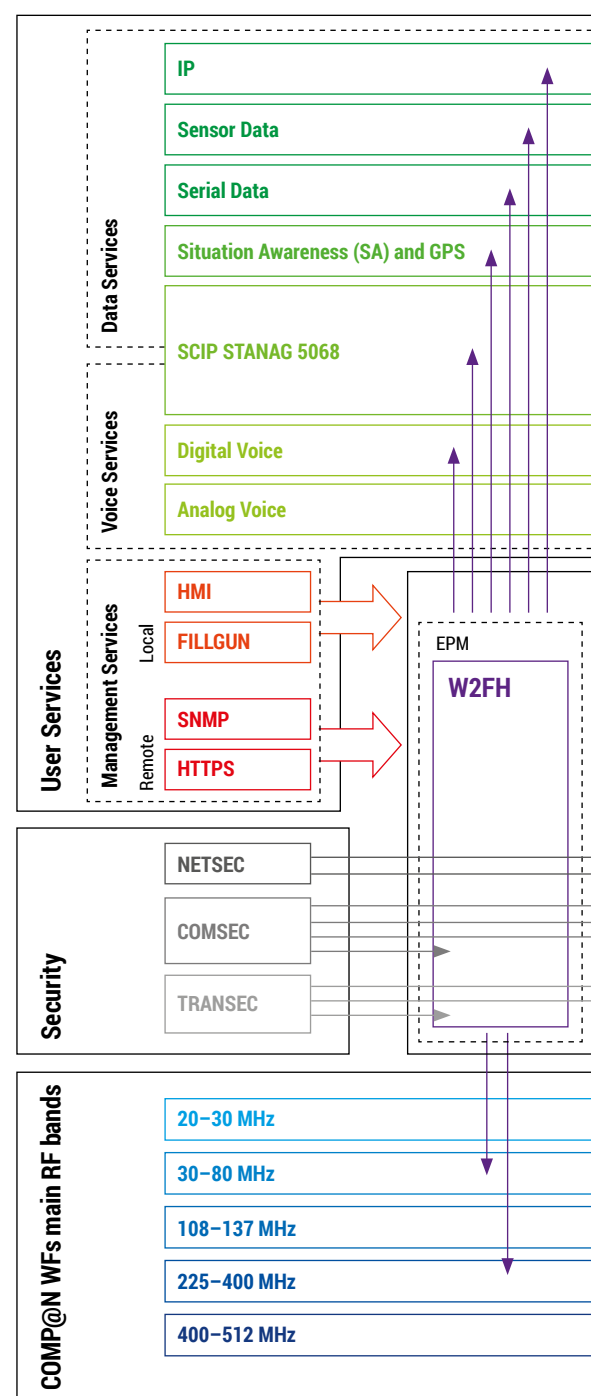 User Services
Data Services
IP
Sensor Data
Serial Data
Situation Awareness (SA) and GPS
SCIP STANAG 5068
Voice Services
Digital Voice
Analog Voice
Management Services
Local
HMI
FILLGUN
Remote
SNMP
HTTPS
EPM
W2FH
Security
NETSEC
COMSEC
TRANSEC
COMP@N WFs main RF bands
20–30 MHz
30–80 MHz
108–137 MHz
225–400 MHz
400–512 MHz